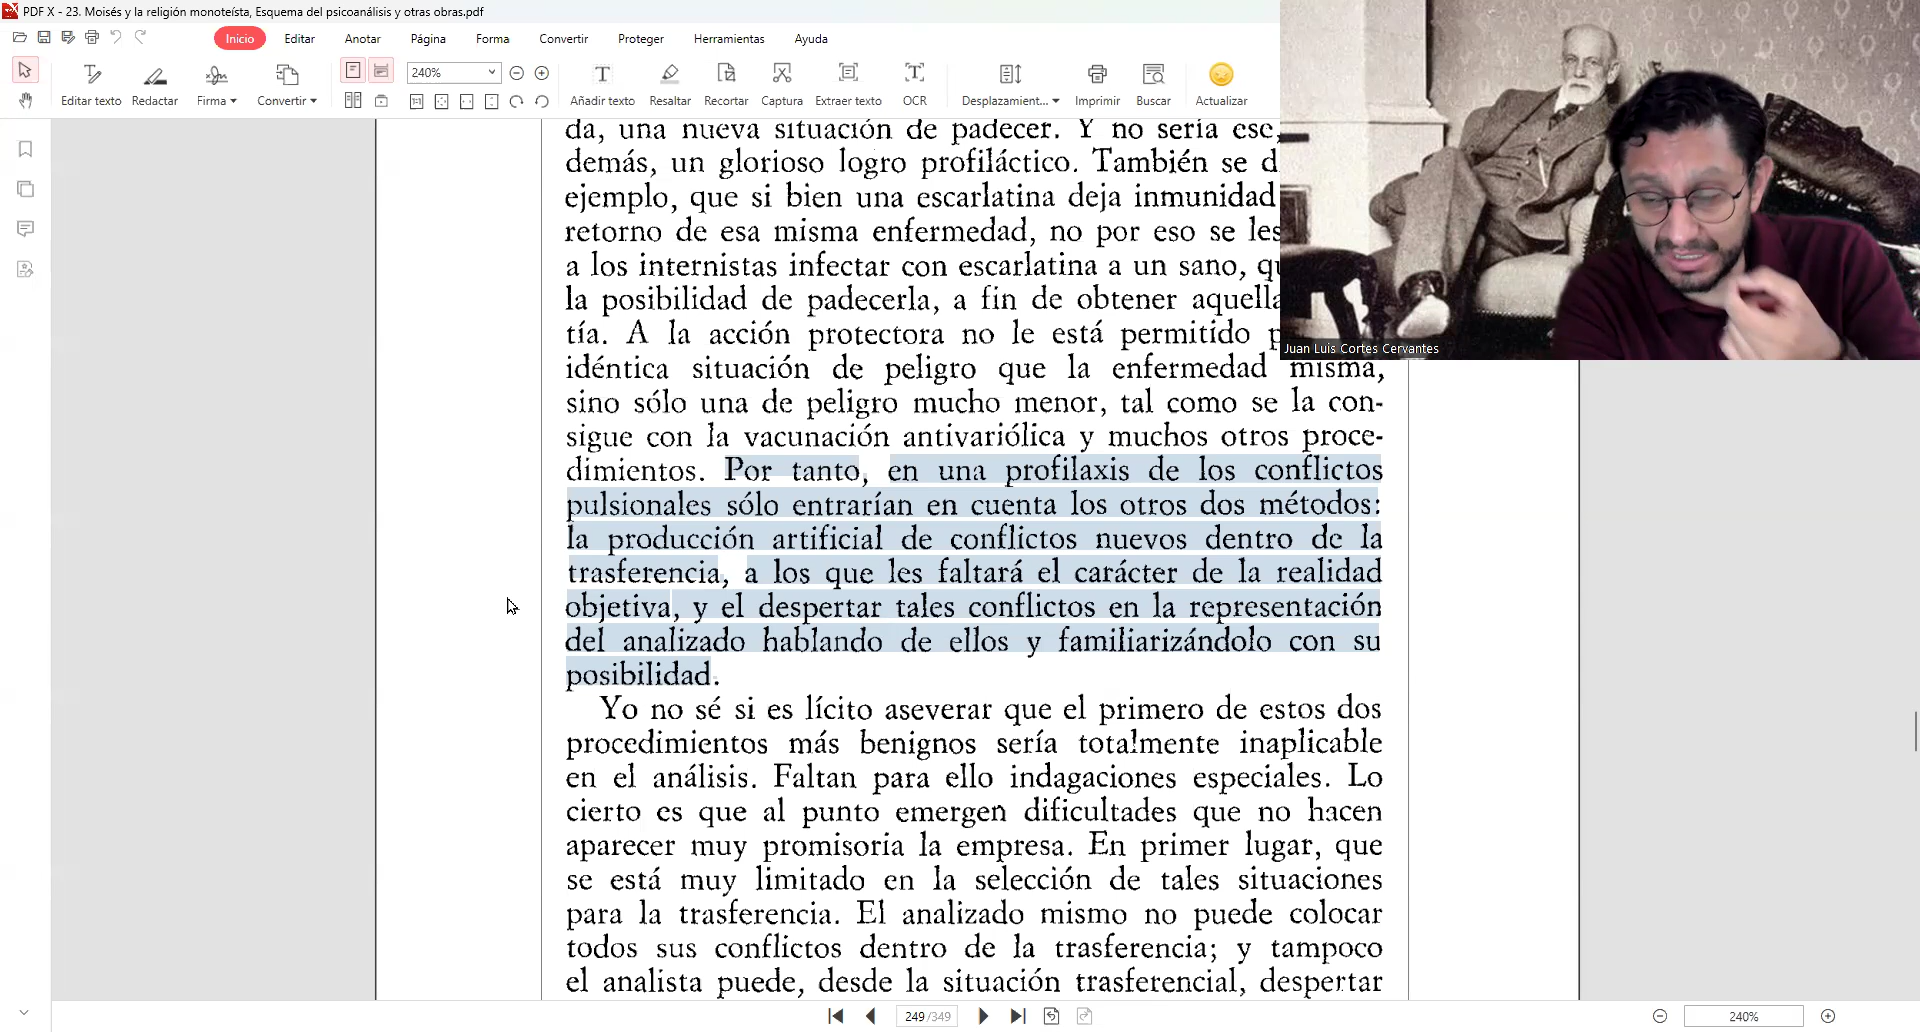 PDF X - 23. Moisés y la religión monoteísta, Esquema del psicoanálisis y otras obras.pdf
Inicio Editar Anotar Página Forma Convertir Proteger Herramientas Ayuda
240%
Editar texto Redactar Firma Convertir Añadir texto Resaltar Recortar Captura Extraer texto OCR Desplazamient... Imprimir Buscar Actualizar
da, una nueva situación de padecer. Y no sería ese,
demás, un glorioso logro profiláctico. También se d
ejemplo, que si bien una escarlatina deja inmunidad
retorno de esa misma enfermedad, no por eso se les
a los internistas infectar con escarlatina a un sano, qu
la posibilidad de padecerla, a fin de obtener aquella
tía. A la acción protectora no le está permitido p
idéntica situación de peligro que la enfermedad misma,
sino sólo una de peligro mucho menor, tal como se la con-
sigue con la vacunación antivariólica y muchos otros proce-
dimientos. Por tanto, en una profilaxis de los conflictos
pulsionales sólo entrarían en cuenta los otros dos métodos:
la producción artificial de conflictos nuevos dentro de la
trasferencia, a los que les faltará el carácter de la realidad
objetiva, y el despertar tales conflictos en la representación
del analizado hablando de ellos y familiarizándolo con su
posibilidad.
Yo no sé si es lícito aseverar que el primero de estos dos
procedimientos más benignos sería totalmente inaplicable
en el análisis. Faltan para ello indagaciones especiales. Lo
cierto es que al punto emergen dificultades que no hacen
aparecer muy promisoria la empresa. En primer lugar, que
se está muy limitado en la selección de tales situaciones
para la trasferencia. El analizado mismo no puede colocar
todos sus conflictos dentro de la trasferencia; y tampoco
el analista puede, desde la situación trasferencial, despertar
Juan Luis Cortes Cervantes
249 /349
240%